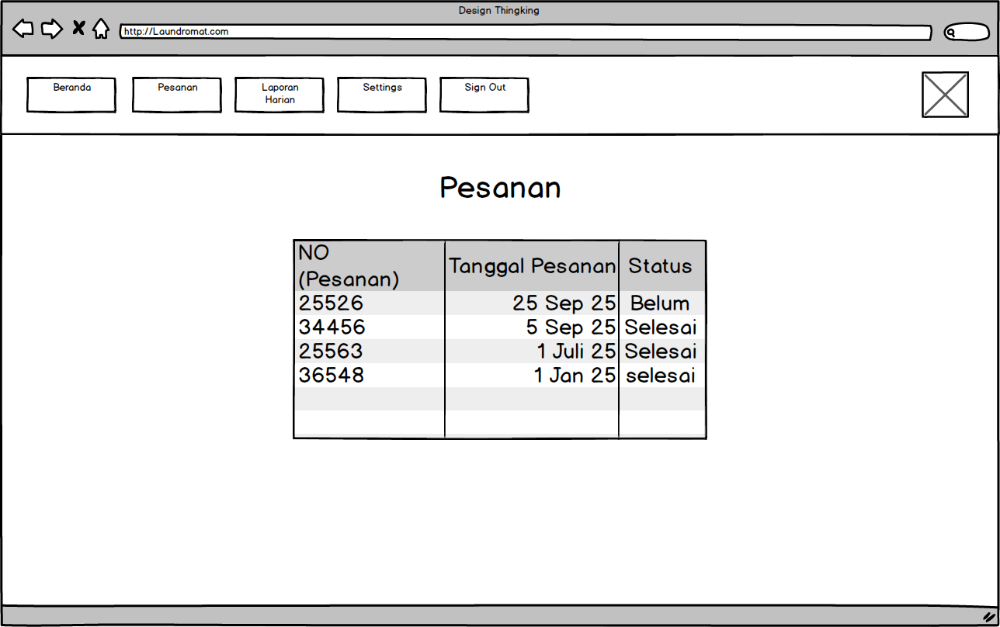 Design Thingking
http://Laundromat.com
Beranda
Pesanan
Laporan
Harian
Settings
Sign Out
Pesanan
NO
(Pesanan)
Tanggal Pesanan
Status
25526 25 Sep 25 Belum
34456 5 Sep 25 Selesai
25563 1 Juli 25 Selesai
36548 1 Jan 25 selesai